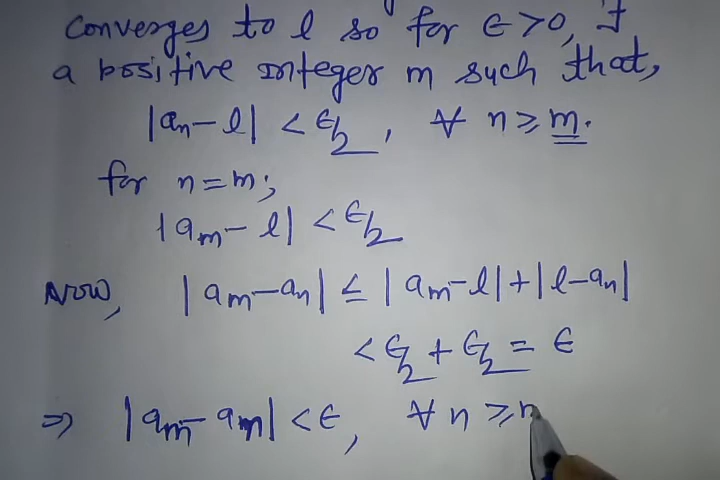 Converges to l so for ϵ>0, ∃
a positive integer m such that,
|aₙ - l| < ϵ/2, ∀ n ≥ m.
for n = m;
|aₘ - l| < ϵ/2
Now, |aₘ - aₙ| ≤ |aₘ - l| + |l - aₙ|
< ϵ/2 + ϵ/2 = ϵ
⇒ |aₘ - aₘ| < ϵ, ∀ n ≥